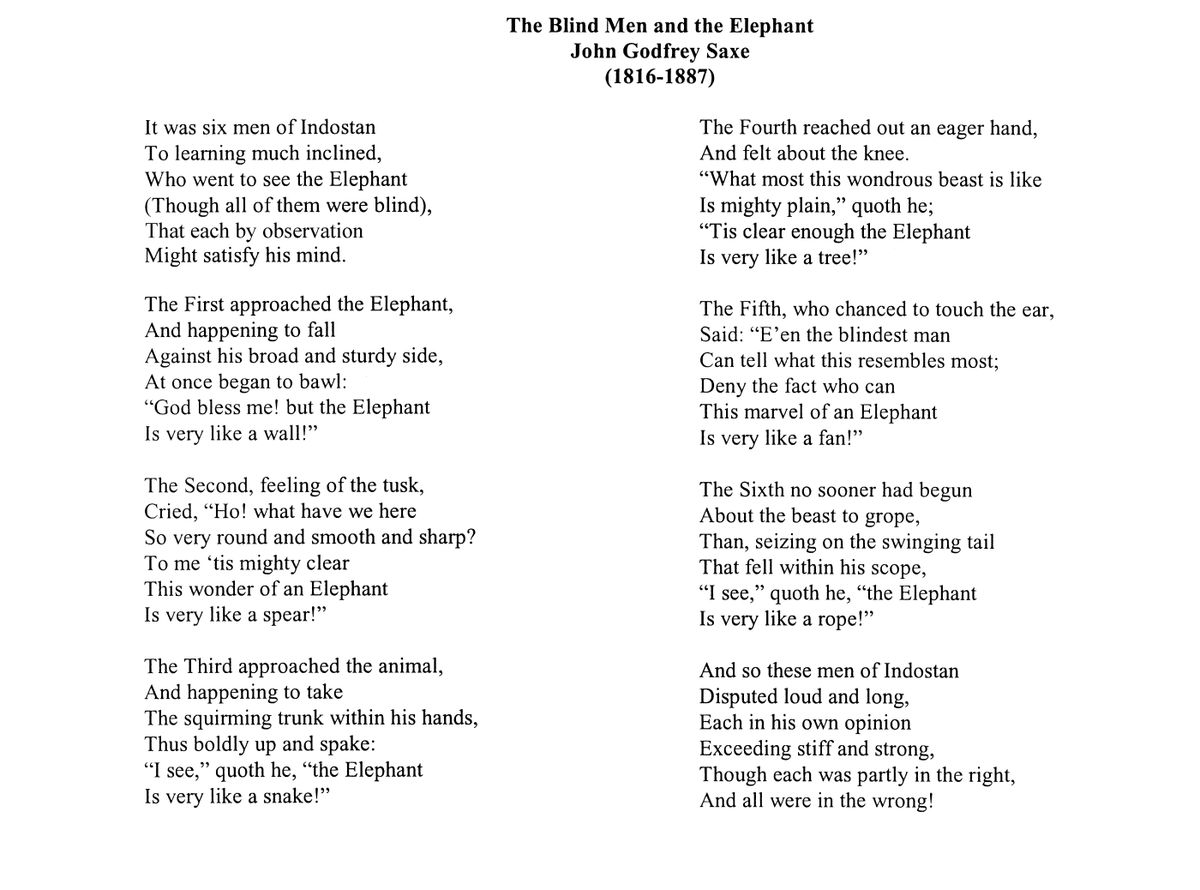 The Blind Men and the Elephant
John Godfrey Saxe
(1816-1887)
It was six men of Indostan
To learning much inclined,
Who went to see the Elephant
(Though all of them were blind),
That each by observation
Might satisfy his mind.
The First approached the Elephant,
And happening to fall
Against his broad and sturdy side,
At once began to bawl:
“God bless me! but the Elephant
Is very like a wall!”
The Second, feeling of the tusk,
Cried, “Ho! what have we here
So very round and smooth and sharp?
To me ‘tis mighty clear
This wonder of an Elephant
Is very like a spear!”
The Third approached the animal,
And happening to take
The squirming trunk within his hands,
Thus boldly up and spake:
“I see,” quoth he, “the Elephant
Is very like a snake!”
The Fourth reached out an eager hand,
And felt about the knee.
“What most this wondrous beast is like
Is mighty plain,” quoth he;
“Tis clear enough the Elephant
Is very like a tree!”
The Fifth, who chanced to touch the ear,
Said: “E’en the blindest man
Can tell what this resembles most;
Deny the fact who can
This marvel of an Elephant
Is very like a fan!”
The Sixth no sooner had begun
About the beast to grope,
Than, seizing on the swinging tail
That fell within his scope,
“I see,” quoth he, “the Elephant
Is very like a rope!”
And so these men of Indostan
Disputed loud and long,
Each in his own opinion
Exceeding stiff and strong,
Though each was partly in the right,
And all were in the wrong!